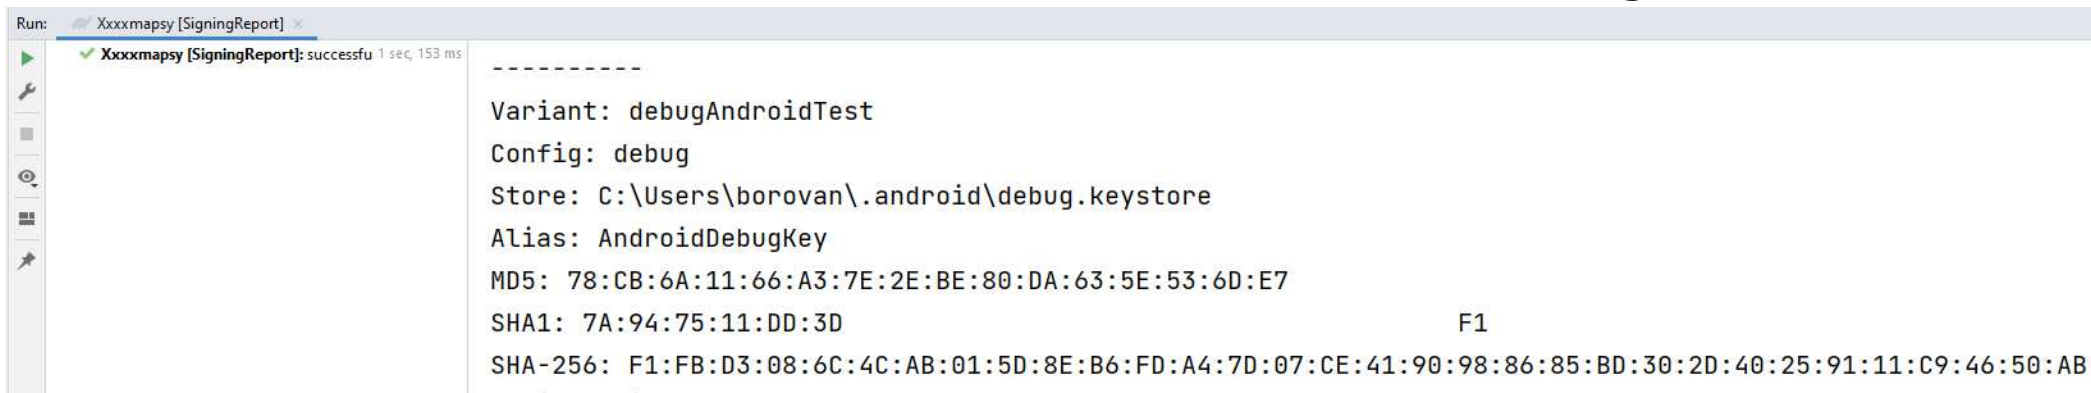 Run: Xxxxmapsy [SigningReport] ×
Xxxxmapsy [SigningReport]: successfu 1 sec, 153 ms
----------
Variant: debugAndroidTest
Config: debug
Store: C:\Users\borovan\.android\debug.keystore
Alias: AndroidDebugKey
MD5: 78:CB:6A:11:66:A3:7E:2E:BE:80:DA:63:5E:53:6D:E7
SHA1: 7A:94:75:11:DD:3D F1
SHA-256: F1:FB:D3:08:6C:4C:AB:01:5D:8E:B6:FD:A4:7D:07:CE:41:90:98:86:85:BD:30:2D:40:25:91:11:C9:46:50:AB